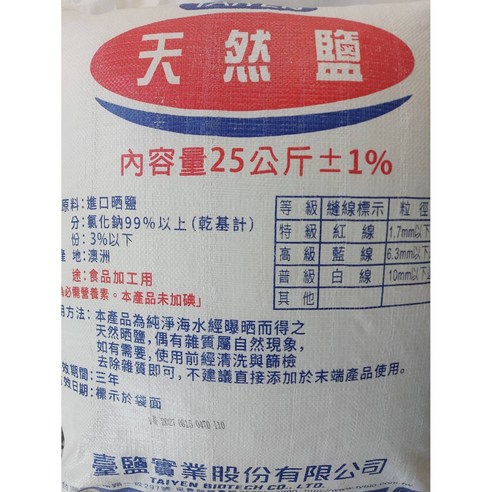 TAIYEN
天然鹽
內容量25公斤±1%
原料：進口晒鹽
分：氯化鈉99%以上(乾基計)
份：3%以下
產地：澳洲
途：食品加工用
為必需營養素。本產品未加碘」
用方法：本產品為純淨海水經曝晒而得之
天然晒鹽，偶有雜質屬自然現象，
如有需要，使用前經清洗與篩檢
去除雜質即可，不建議直接添加於末端產品使用。
效期間：三年
效日期：標示於袋面
等級 縫線標示 粒徑
特級 紅線 1.7mm以下
高級 藍線 6.3mm以下
普級 白線 10mm以下
其他
臺鹽實業股份有限公司
TAIYEN BIOTECH CO., LTD.